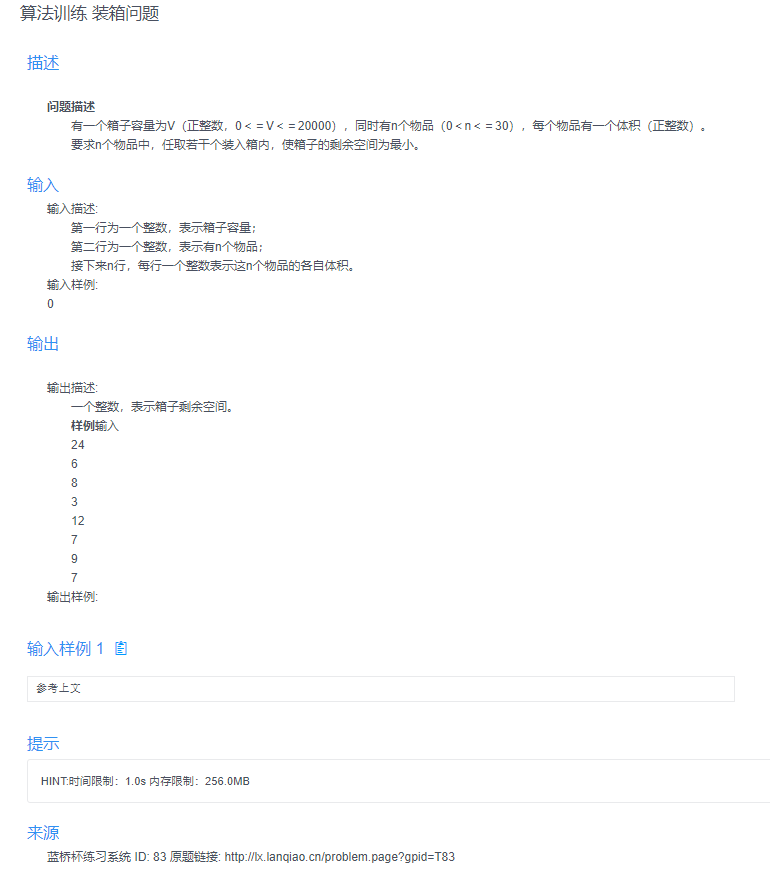 算法训练 装箱问题
描述
问题描述
有一个箱子容量为V（正整数，0＜＝V＜＝20000），同时有n个物品（0＜n＜＝30），每个物品有一个体积（正整数）。
要求n个物品中，任取若干个装入箱内，使箱子的剩余空间为最小。
输入
输入描述:
第一行为一个整数，表示箱子容量；
第二行为一个整数，表示有n个物品；
接下来n行，每行一个整数表示这n个物品的各自体积。
输入样例:
0
输出
输出描述:
一个整数，表示箱子剩余空间。
样例输入
24
6
8
3
12
7
9
7
输出样例:
输入样例 1
参考上文
提示
HINT:时间限制：1.0s 内存限制：256.0MB
来源
蓝桥杯练习系统 ID: 83 原题链接: http://lx.lanqiao.cn/problem.page?gpid=T83